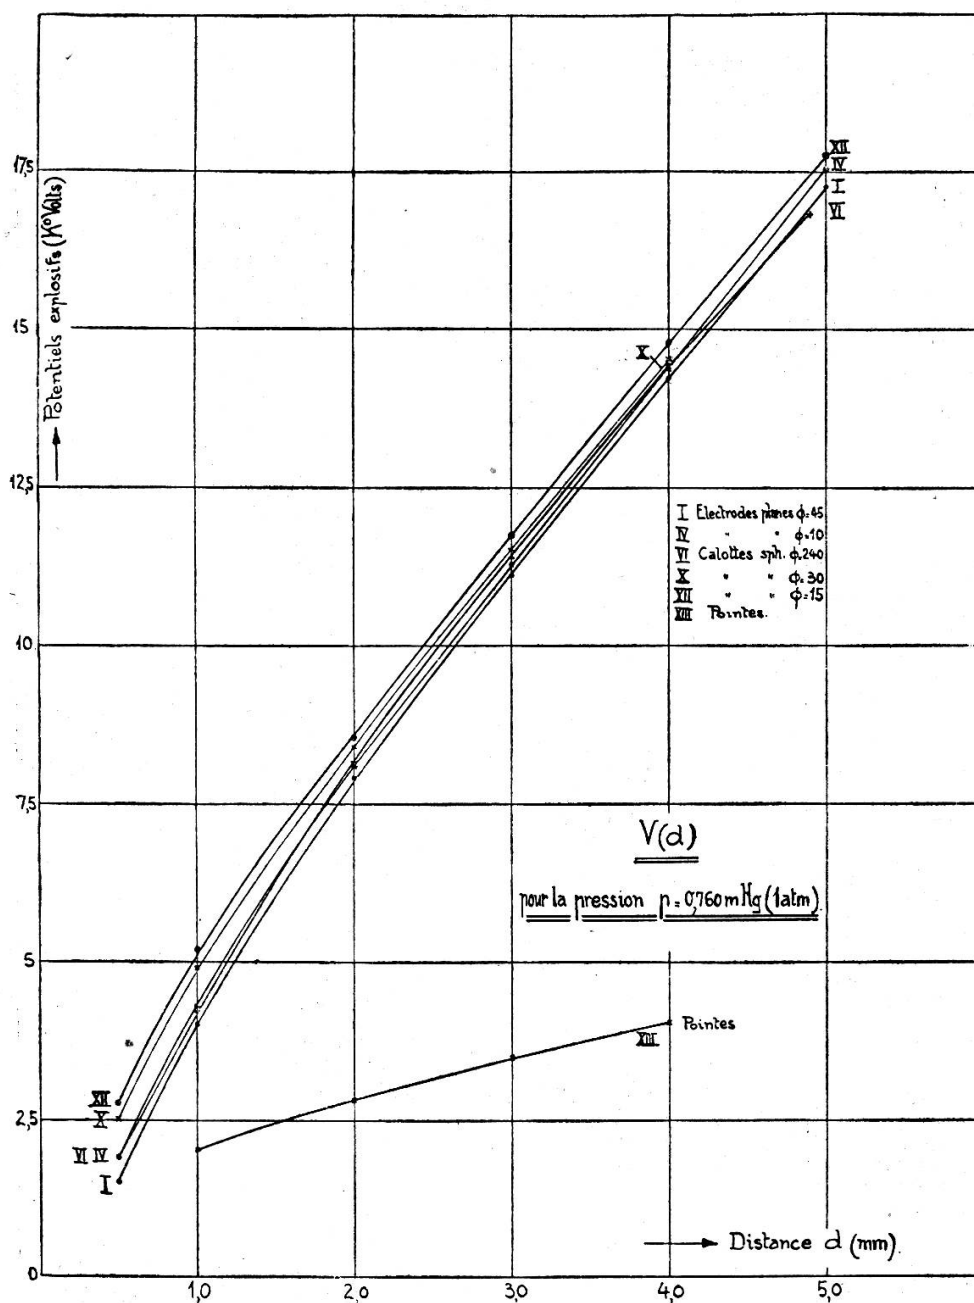 17,5
15
12,5
10
7,5
5
2,5
0
→ Potentiels explosifs (K⁰Volts)
XII
IV
I
VI
X
I Electrodes planes φ=45
IV " " φ=10
VI Calottes sph. φ=240
X " " φ=30
XII " " φ=15
XIII Pointes.
V(d)
pour la pression p=0,760 m Hg (1atm)
Pointes
XIII
XII
X
VI IV
I
→ Distance d (mm)
1,0 2,0 3,0 4,0 5,0